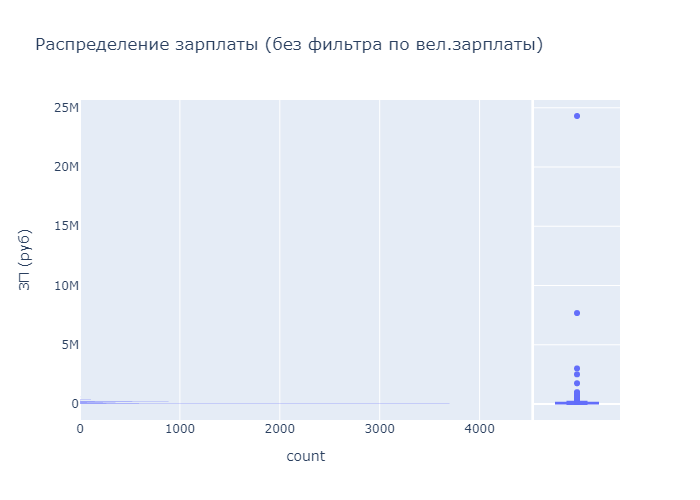 Распределение зарплаты (без фильтра по вел.зарплаты)
ЗП (руб)
25M
20M
15M
10M
5M
0
0
1000
2000
3000
4000
count